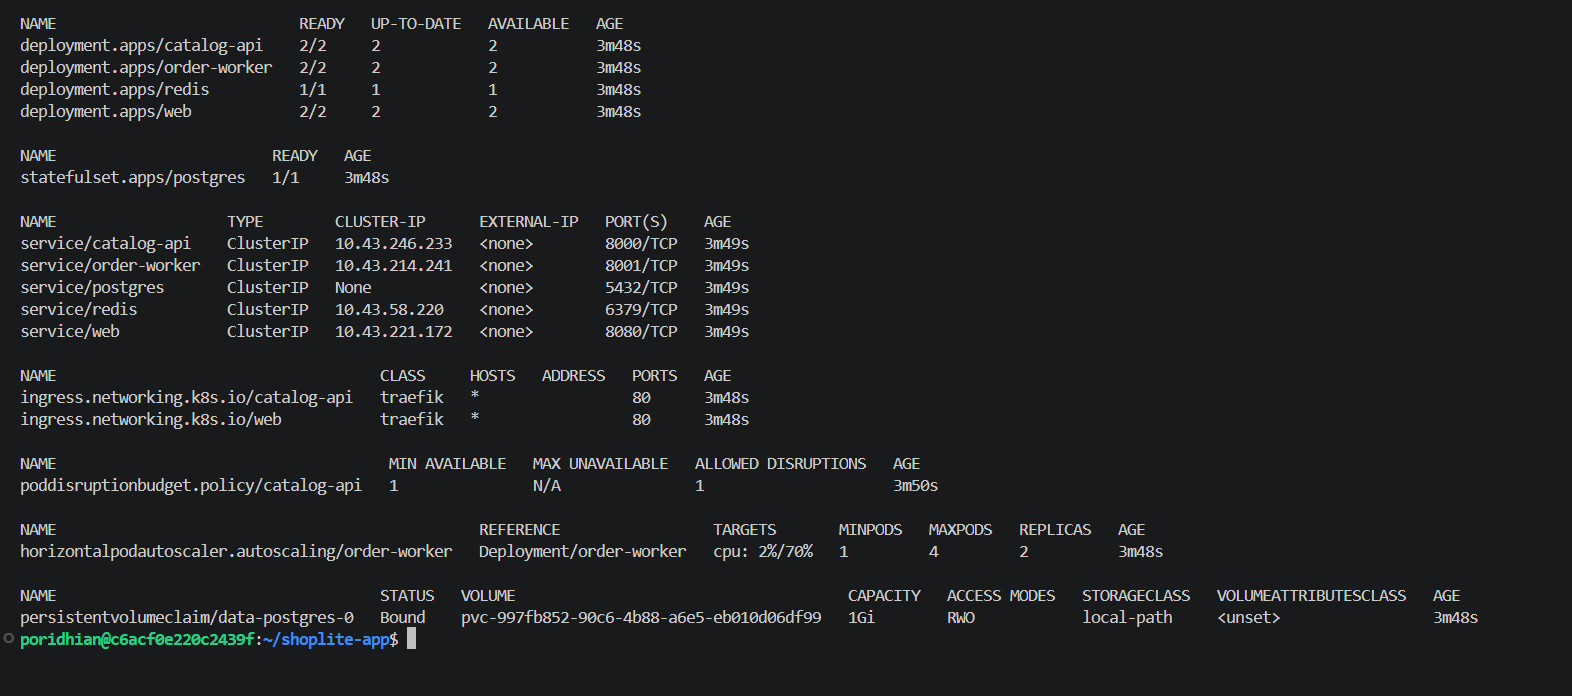 NAME                           READY   UP-TO-DATE   AVAILABLE   AGE
deployment.apps/catalog-api    2/2     2            2           3m48s
deployment.apps/order-worker   2/2     2            2           3m48s
deployment.apps/redis          1/1     1            1           3m48s
deployment.apps/web            2/2     2            2           3m48s

NAME                        READY   AGE
statefulset.apps/postgres   1/1     3m48s

NAME                   TYPE        CLUSTER-IP      EXTERNAL-IP   PORT(S)    AGE
service/catalog-api    ClusterIP   10.43.246.233   <none>        8000/TCP   3m49s
service/order-worker   ClusterIP   10.43.214.241   <none>        8001/TCP   3m49s
service/postgres       ClusterIP   None            <none>        5432/TCP   3m49s
service/redis          ClusterIP   10.43.58.220    <none>        6379/TCP   3m49s
service/web            ClusterIP   10.43.221.172   <none>        8080/TCP   3m49s

NAME                                    CLASS     HOSTS   ADDRESS   PORTS   AGE
ingress.networking.k8s.io/catalog-api   traefik   *                 80      3m48s
ingress.networking.k8s.io/web           traefik   *                 80      3m48s

NAME                                     MIN AVAILABLE   MAX UNAVAILABLE   ALLOWED DISRUPTIONS   AGE
poddisruptionbudget.policy/catalog-api   1               N/A               1                     3m50s

NAME                                               REFERENCE                 TARGETS       MINPODS   MAXPODS   REPLICAS   AGE
horizontalpodautoscaler.autoscaling/order-worker   Deployment/order-worker   cpu: 2%/70%   1         4         2          3m48s

NAME                                    STATUS   VOLUME                                     CAPACITY   ACCESS MODES   STORAGECLASS   VOLUMEATTRIBUTESCLASS   AGE
persistentvolumeclaim/data-postgres-0   Bound    pvc-997fb852-90c6-4b88-a6e5-eb010d06df99   1Gi        RWO            local-path     <unset>                 3m48s
poridhian@c6acf0e220c2439f:~/shoplite-app$